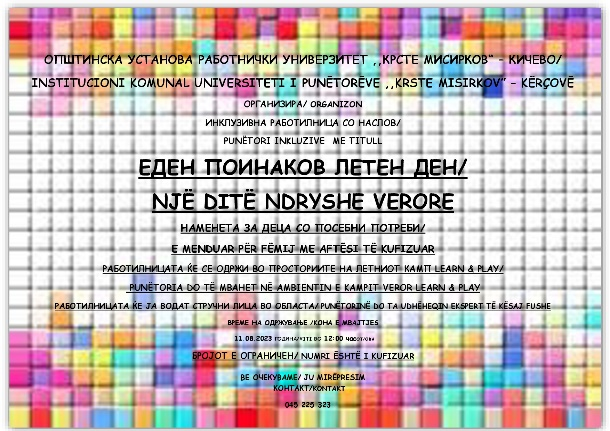 ОПШТИНСКА УСТАНОВА РАБОТНИЧКИ УНИВЕРЗИТЕТ ,,КРСТЕ МИСИРКОВ“ – КИЧЕВО/
INSTITUCIONI KOMUNAL UNIVERSITETI I PUNËTORËVE ,,KRSTE MISIRKOV” – KËRÇOVË
ОРГАНИЗИРА/ ORGANIZON
ИНКЛУЗИВНА РАБОТИЛНИЦА СО НАСЛОВ/
PUNËTORI INKLUZIVE ME TITULL
ЕДЕН ПОИНАКОВ ЛЕТЕН ДЕН/
NJË DITË NDRYSHE VERORE
НАМЕНЕТА ЗА ДЕЦА СО ПОСЕБНИ ПОТРЕБИ/
E MENDUAR PËR FËMIJ ME AFTËSI TË KUFIZUAR
РАБОТИЛНИЦАТА ЌЕ СЕ ОДРЖИ ВО ПРОСТОРИИТЕ НА ЛЕТНИОТ КАМП LEARN & PLAY/
PUNËTORIA DO TË MBAHET NË AMBIENTIN E KAMPIT VEROR LEARN & PLAY
РАБОТИЛНИЦАТА ЌЕ ЈА ВОДАТ СТРУЧНИ ЛИЦА ВО ОБЛАСТА/ PUNËTORINË DO TA UDHËHEQIN EKSPERT TË KËSAJ FUSHE
ВРЕМЕ НА ОДРЖУВАЊЕ /KOHA E MBAJTJES
11.08.2023 ГОДИНА/VITI ВО 12:00 ЧАСОТ/ORA
БРОЈОТ Е ОГРАНИЧЕН/ NUMRI ËSHTË I KUFIZUAR
ВЕ ОЧЕКУВАМЕ/ JU MIRËPRESIM
КОНТАКТ/KONTAKT
045 225 323